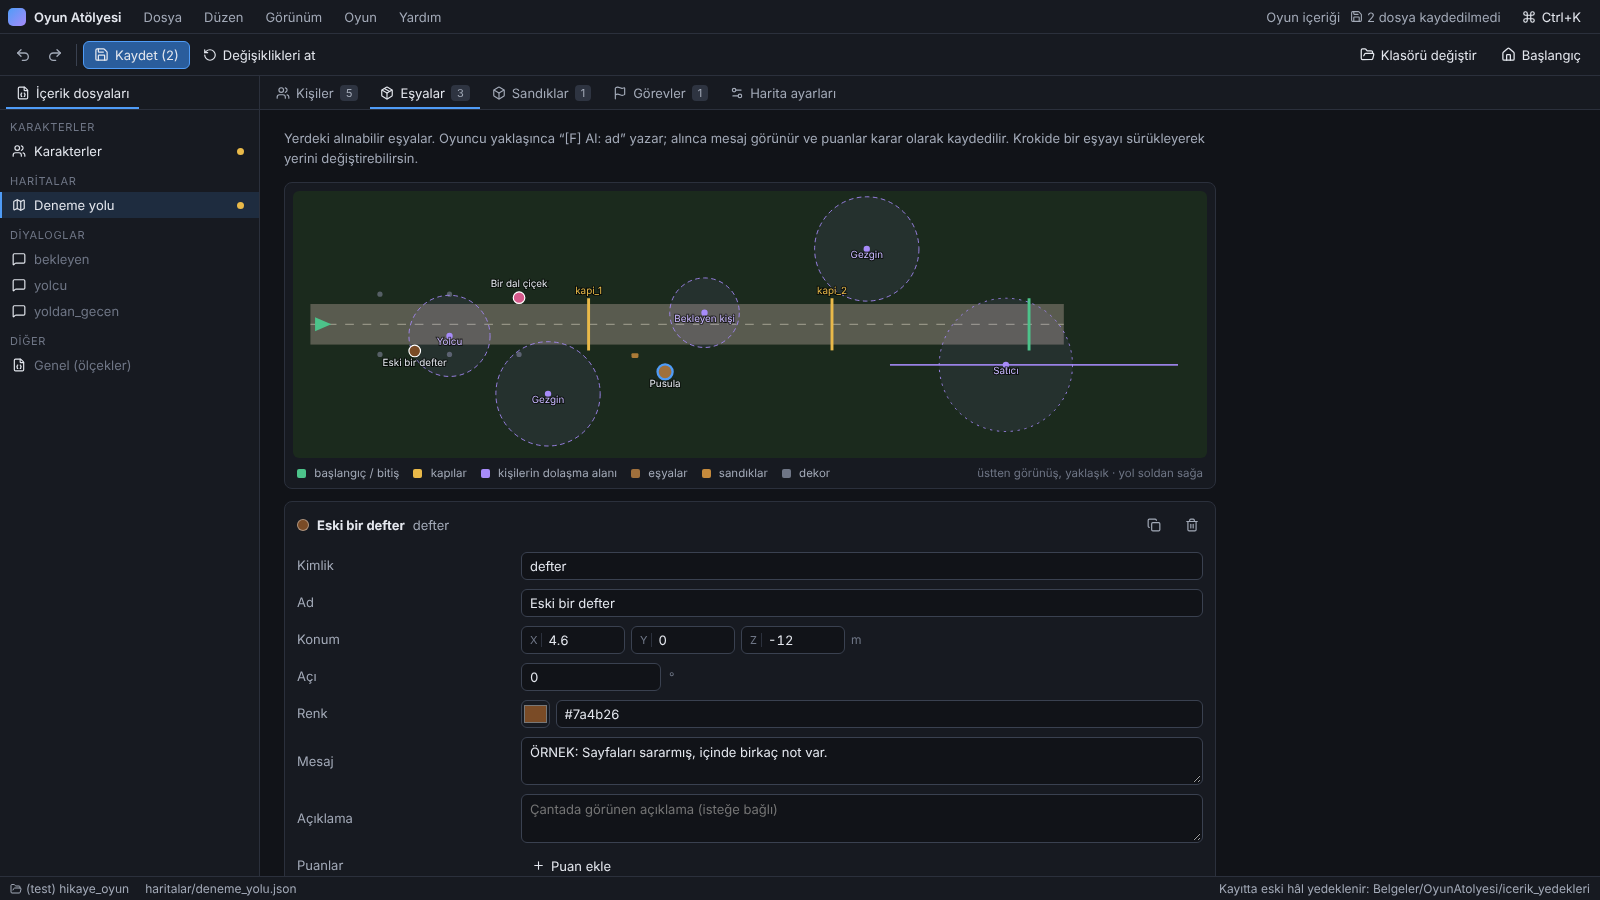 Oyun Atölyesi Dosya Düzen Görünüm Oyun Yardım Oyun içeriği 2 dosya kaydedilmedi ⌘ Ctrl+K
Kaydet (2) Değişiklikleri at Klasörü değiştir Başlangıç
İçerik dosyaları
KARAKTERLER
Karakterler
HARİTALAR
Deneme yolu
DİYALOGLAR
bekleyen
yolcu
yoldan_gecen
DİĞER
Genel (ölçekler)
Kişiler 5 Eşyalar 3 Sandıklar 1 Görevler 1 Harita ayarları
Yerdeki alınabilir eşyalar. Oyuncu yaklaşınca “[F] Al: ad” yazar; alınca mesaj görünür ve puanlar karar olarak kaydedilir. Krokide bir eşyayı sürükleyerek
yerini değiştirebilirsin.
Gezgin
Bir dal çiçek
kapi_1
kapi_2
Bekleyen kişi
Yolcu
Eski bir defter
Satıcı
Pusula
Gezgin
başlangıç / bitiş kapılar kişilerin dolaşma alanı eşyalar sandıklar dekor üstten görünüş, yaklaşık · yol soldan sağa
Eski bir defter defter
Kimlik defter
Ad Eski bir defter
Konum X 4.6 Y 0 Z -12 m
Açı 0 °
Renk #7a4b26
Mesaj ÖRNEK: Sayfaları sararmış, içinde birkaç not var.
Açıklama Çantada görünen açıklama (isteğe bağlı)
Puanlar + Puan ekle
(test) hikaye_oyun haritalar/deneme_yolu.json Kayıtta eski hâl yedeklenir: Belgeler/OyunAtolyesi/icerik_yedekleri